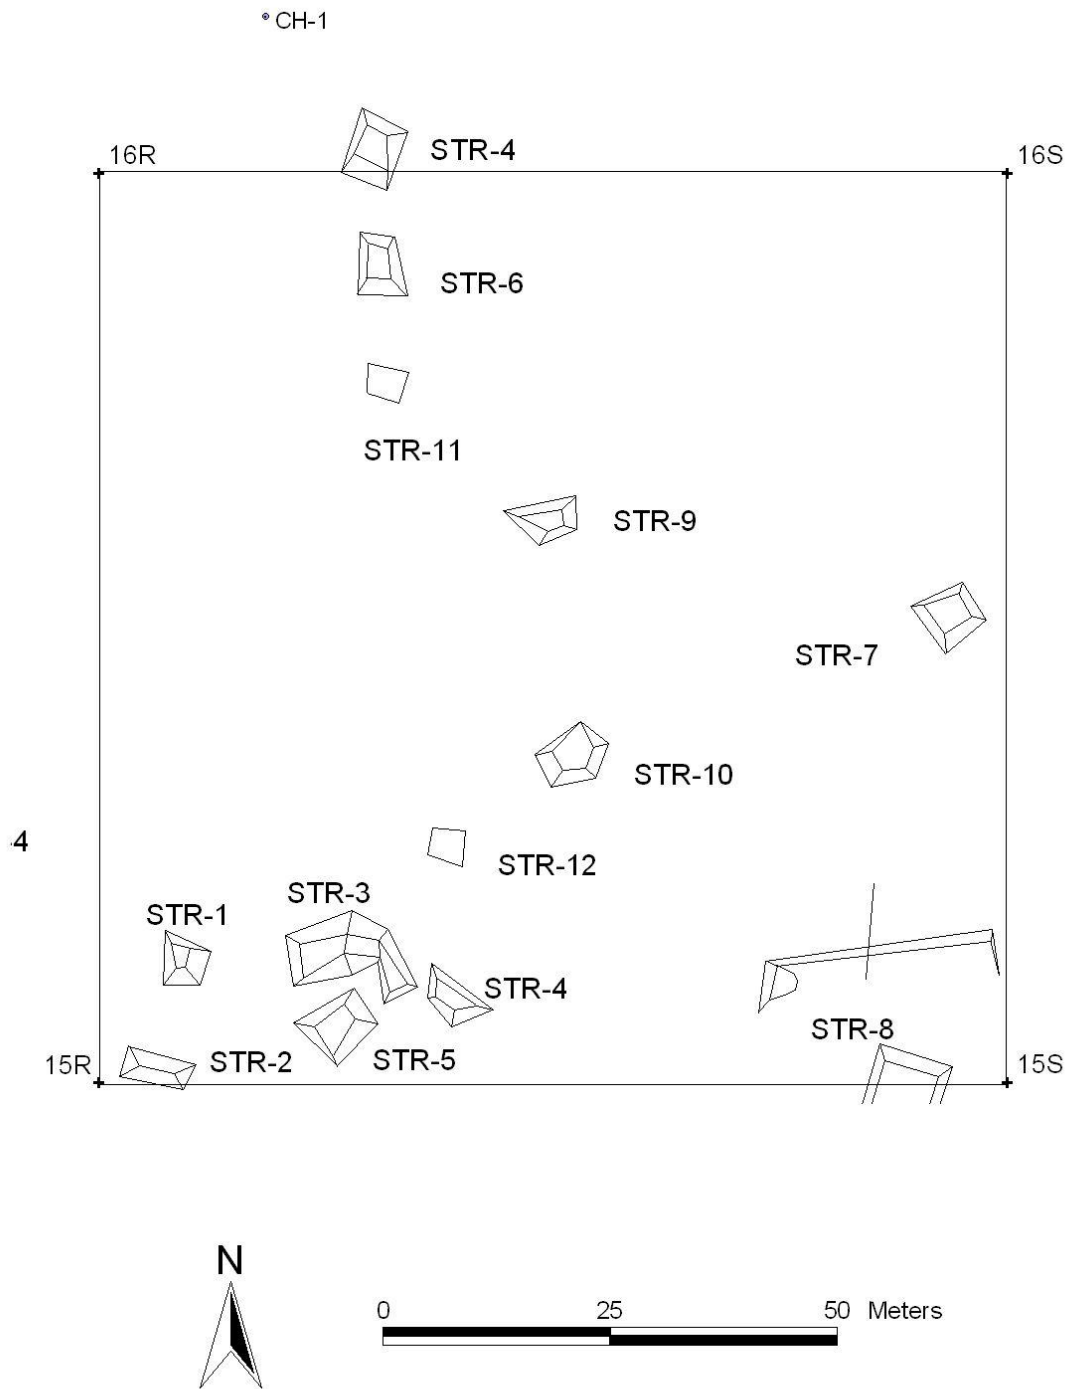 CH-1
16R
STR-4
16S
STR-6
STR-11
STR-9
STR-7
STR-10
4
STR-12
STR-3
STR-1
STR-4
STR-8
15R
STR-2
STR-5
15S
N
0 25 50 Meters